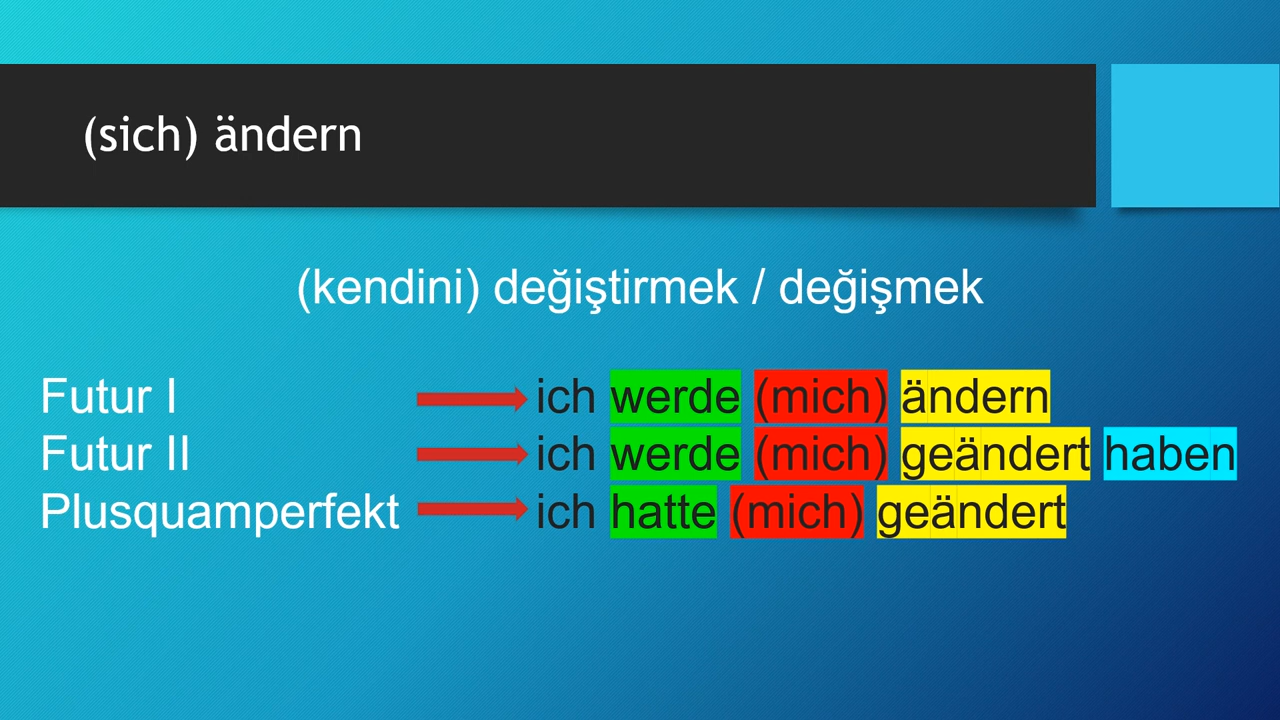 (sich) ändern
(kendini) değiştirmek / değişmek
Futur I ich werde (mich) ändern
Futur II ich werde (mich) geändert haben
Plusquamperfekt ich hatte (mich) geändert